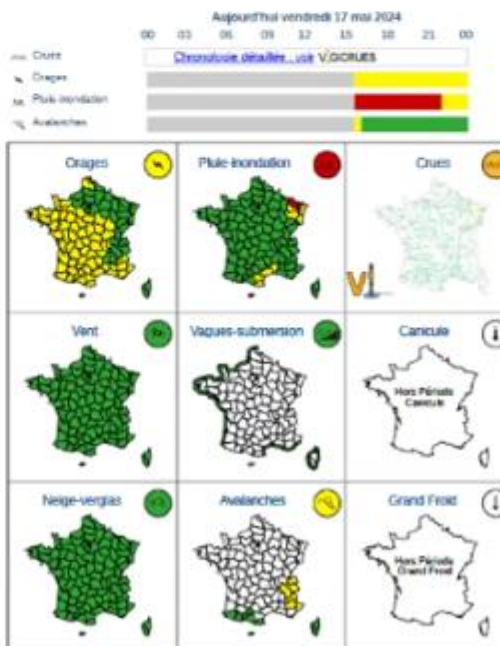 Aujourd'hui vendredi 17 mai 2024
00 03 06 09 12 15 18 21 00
Crues
Chronologie détaillée : voir VIGICRUES
Orages
Pluie-inondation
Avalanches
Orages
Pluie-inondation
Crues
Vent
Vagues-submersion
Canicule
Hors Période
Canicule
Neige-verglas
Avalanches
Grand Froid
Hors Période
Grand Froid